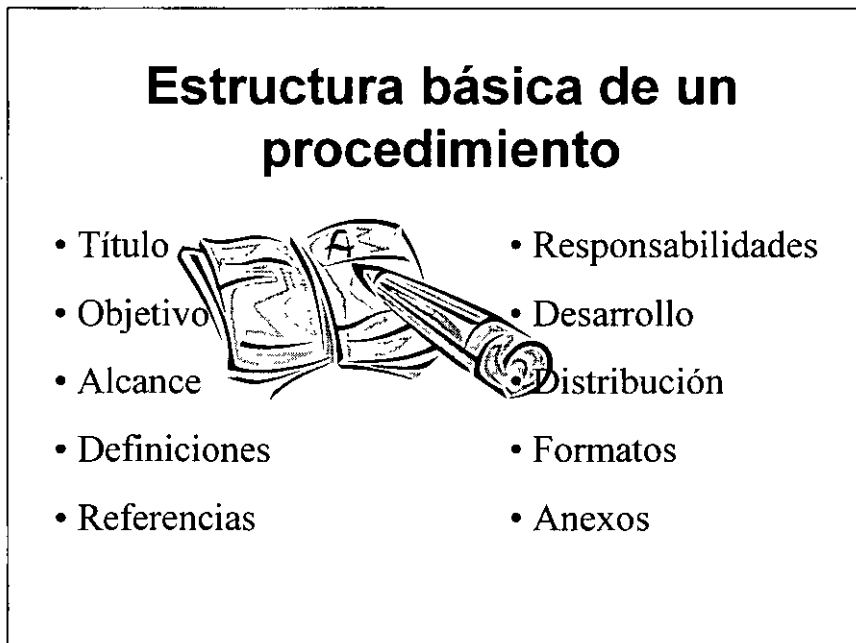 Estructura básica de un
procedimiento
• Título
• Objetivo
• Alcance
• Definiciones
• Referencias
• Responsabilidades
• Desarrollo
• Distribución
• Formatos
• Anexos
A